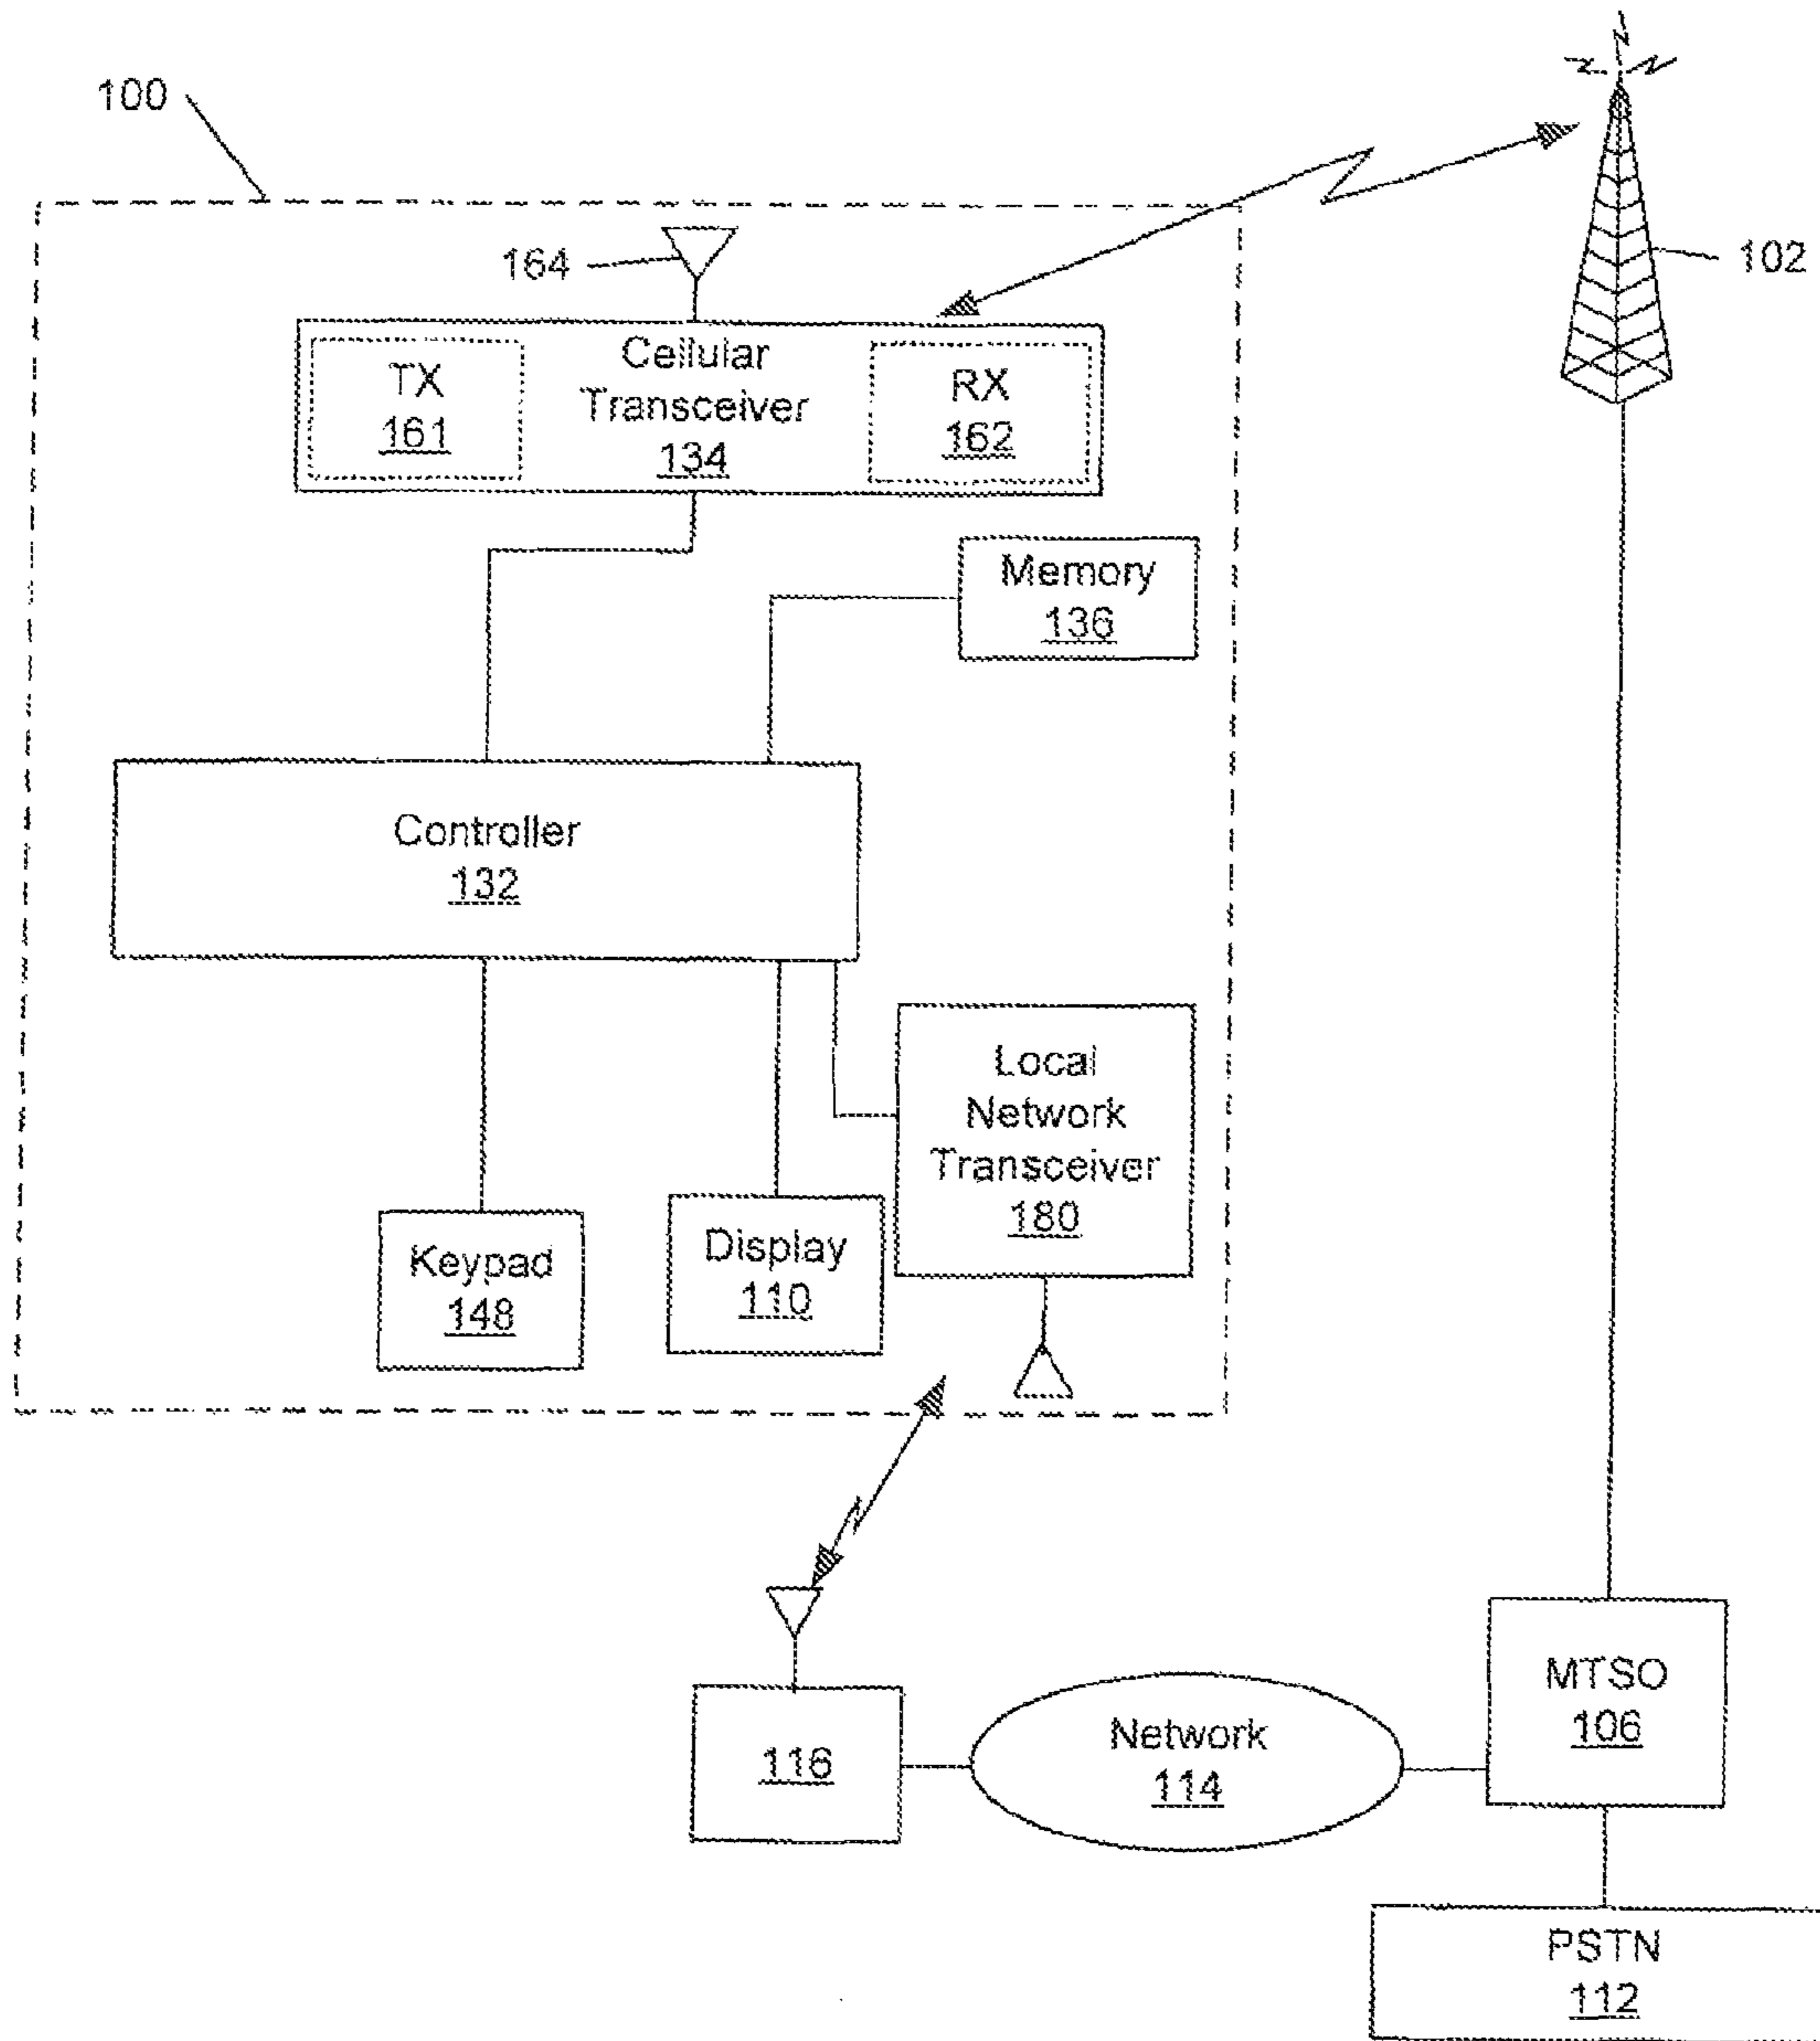 100
102
164
Cellular
Transceiver
134
TX
161
RX
162
Memory
136
Controller
132
Local
Network
Transceiver
180
Keypad
148
Display
110
116
Network
114
MTSO
106
PSTN
112